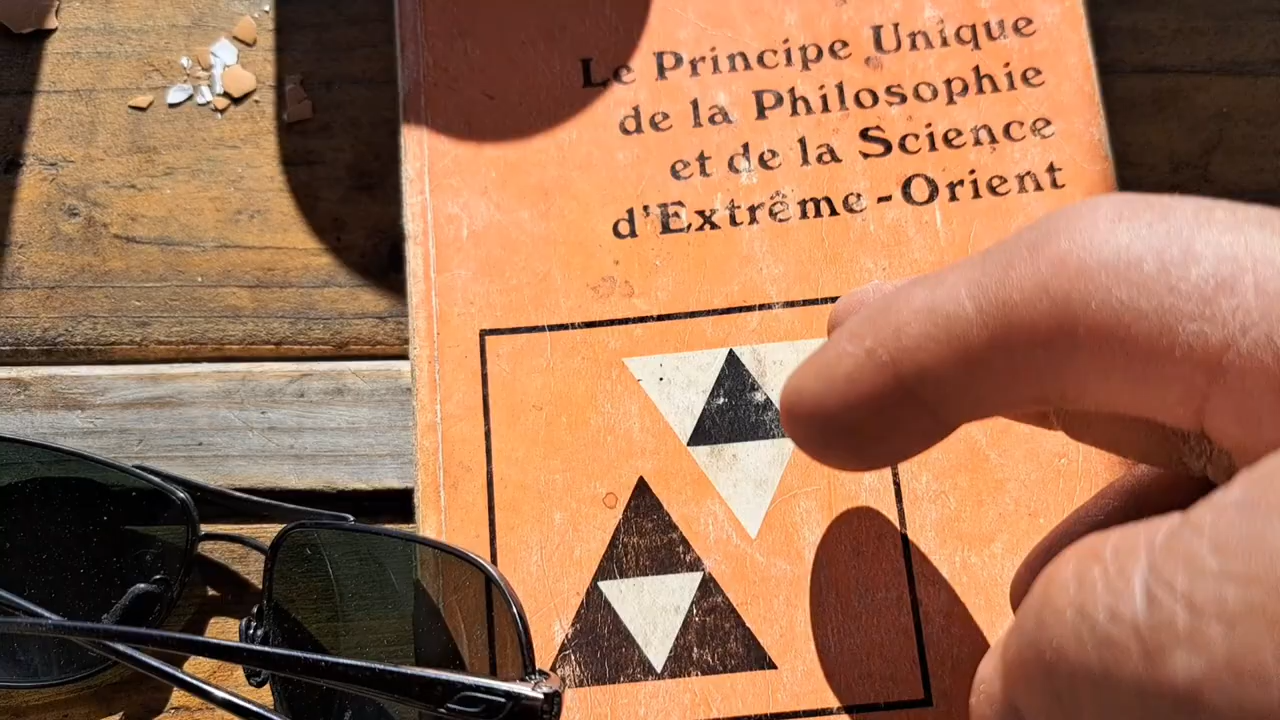 Le Principe Unique
de la Philosophie
et de la Science
d'Extrême-Orient